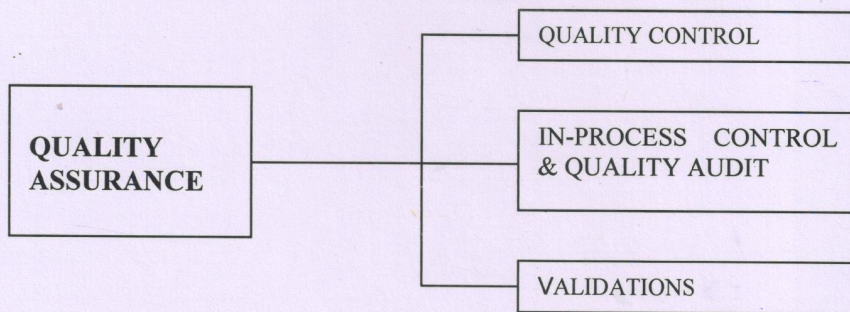 QUALITY CONTROL
QUALITY
ASSURANCE
IN-PROCESS CONTROL
& QUALITY AUDIT
VALIDATIONS